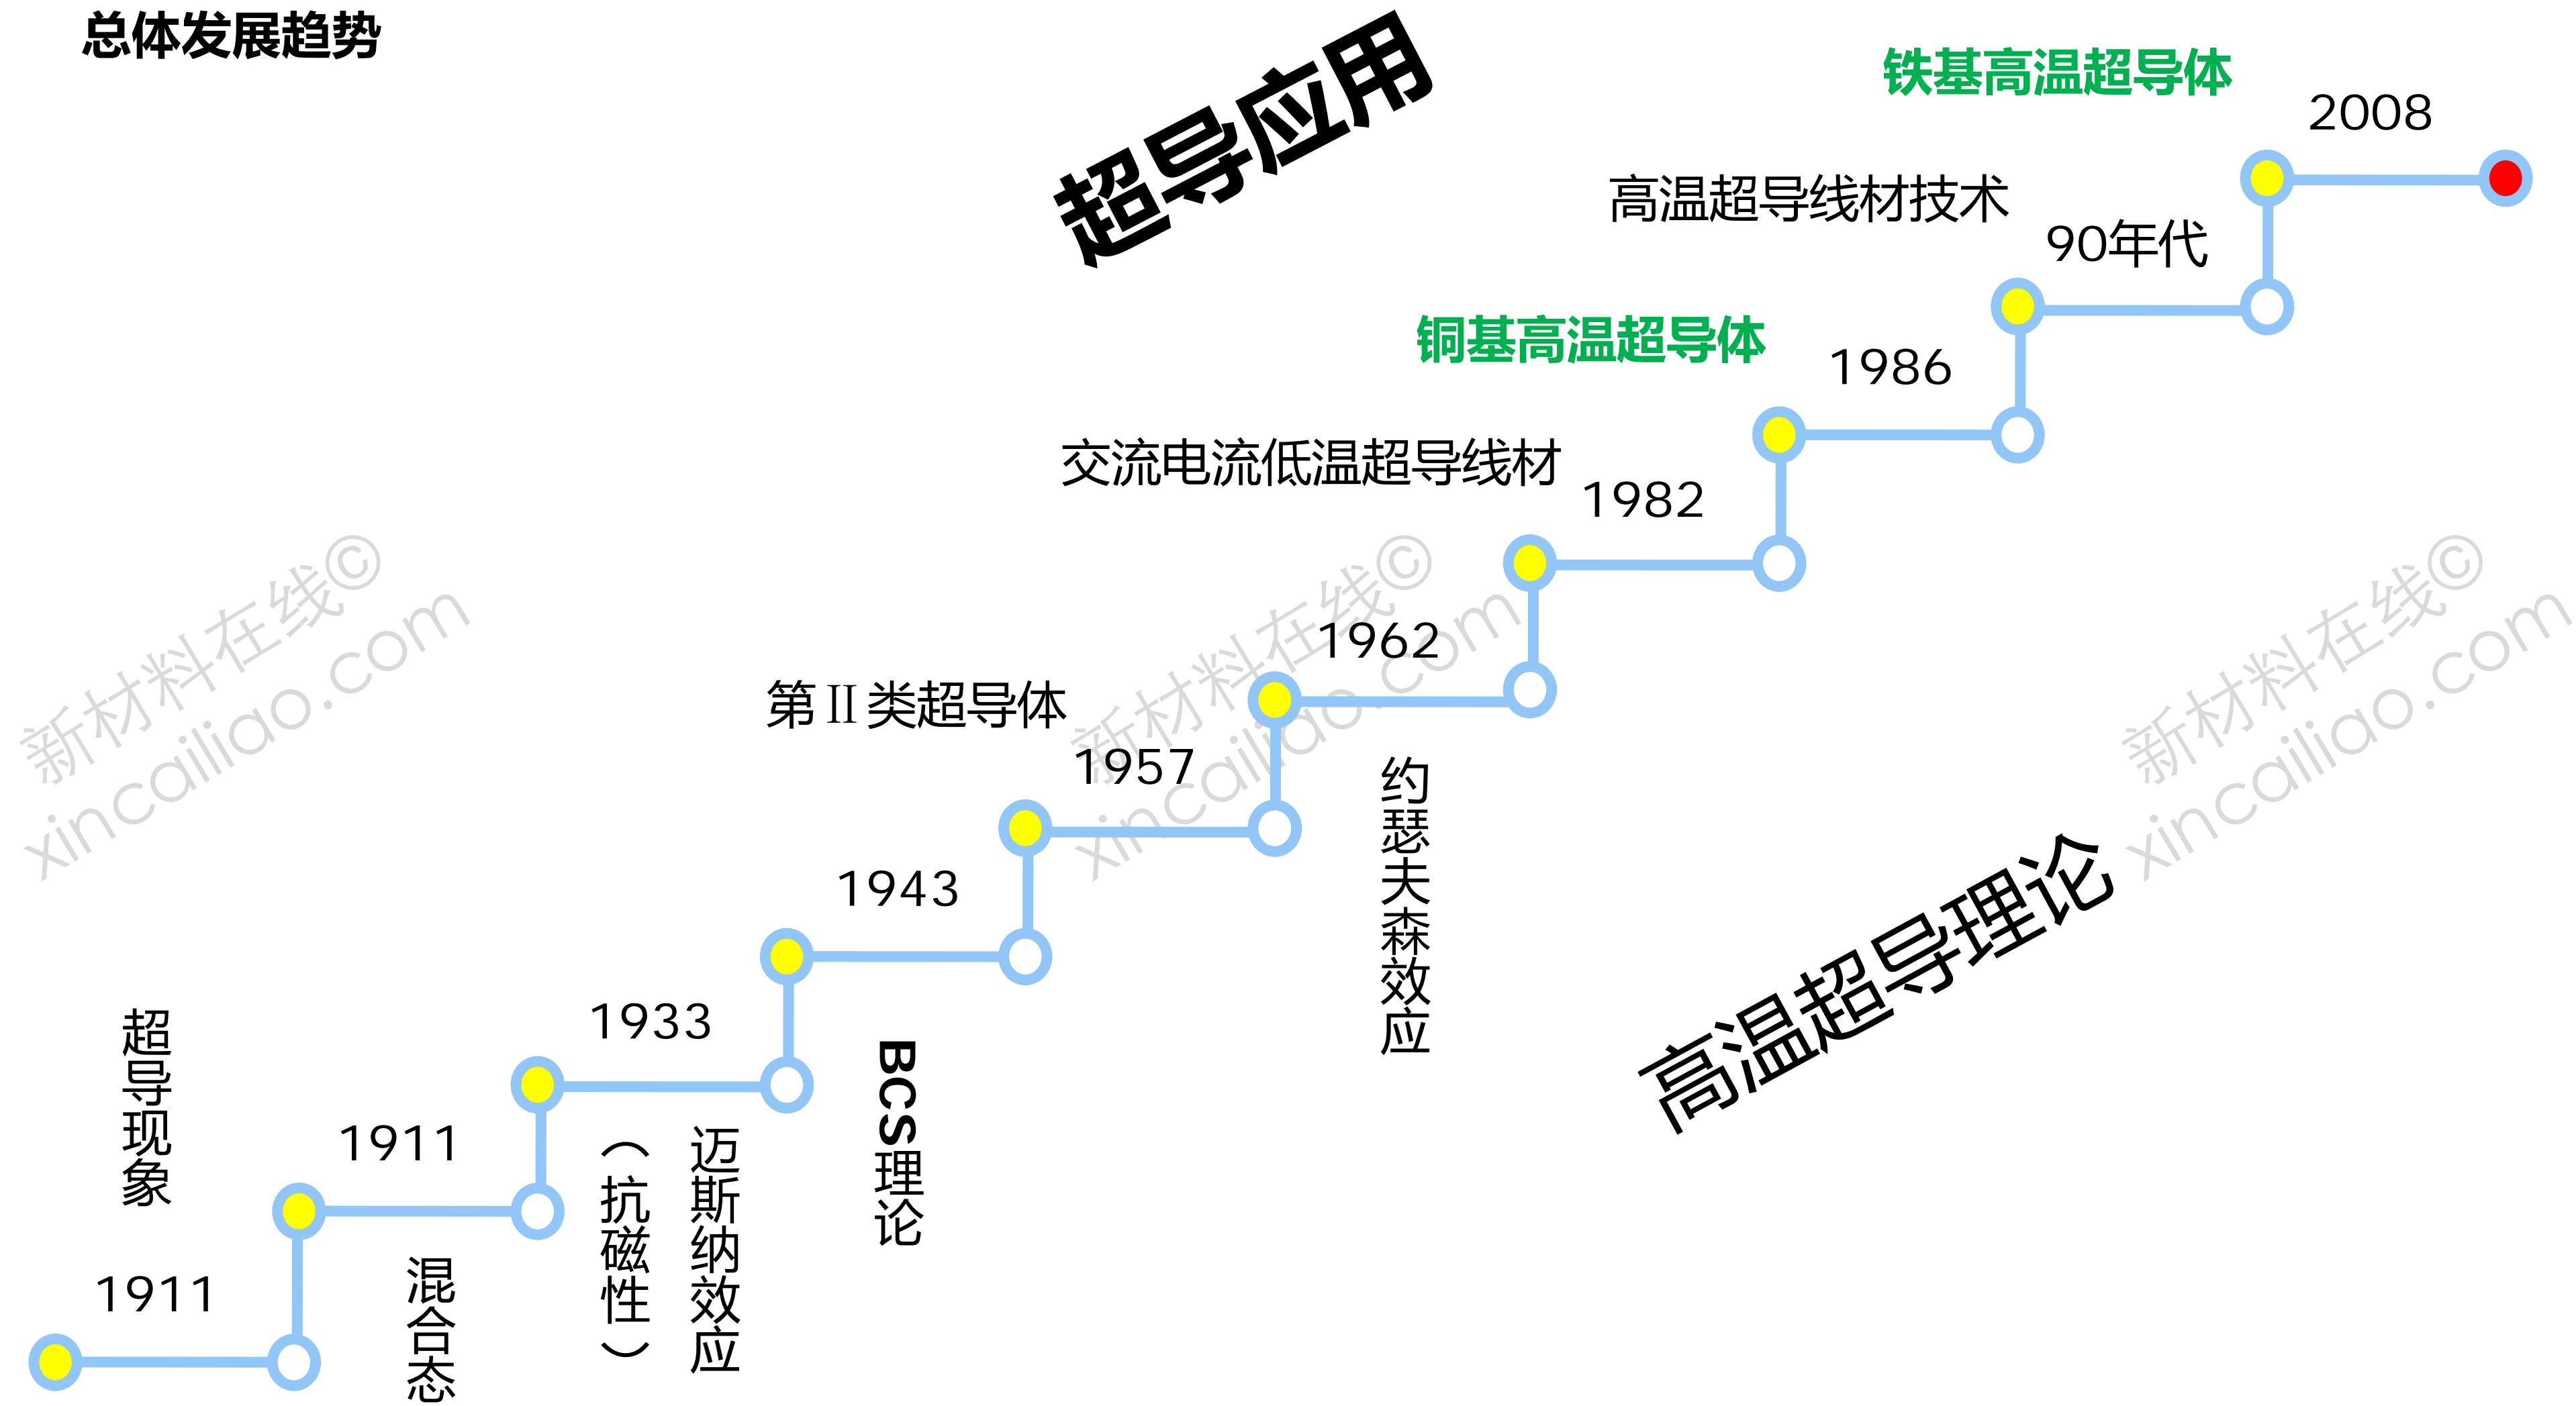 总体发展趋势
超导应用
铁基高温超导体
2008
高温超导线材技术
90年代
铜基高温超导体
1986
交流电流低温超导线材
1982
新材料在线©
xincailiao.com
新材料在线©
xincailiao.com
新材料在线©
xincailiao.com
1962
第II类超导体
1957
约瑟夫森效应
1943
高温超导理论
1933
BCS理论
超导现象
1911
迈斯纳效应
（抗磁性）
混合态
1911